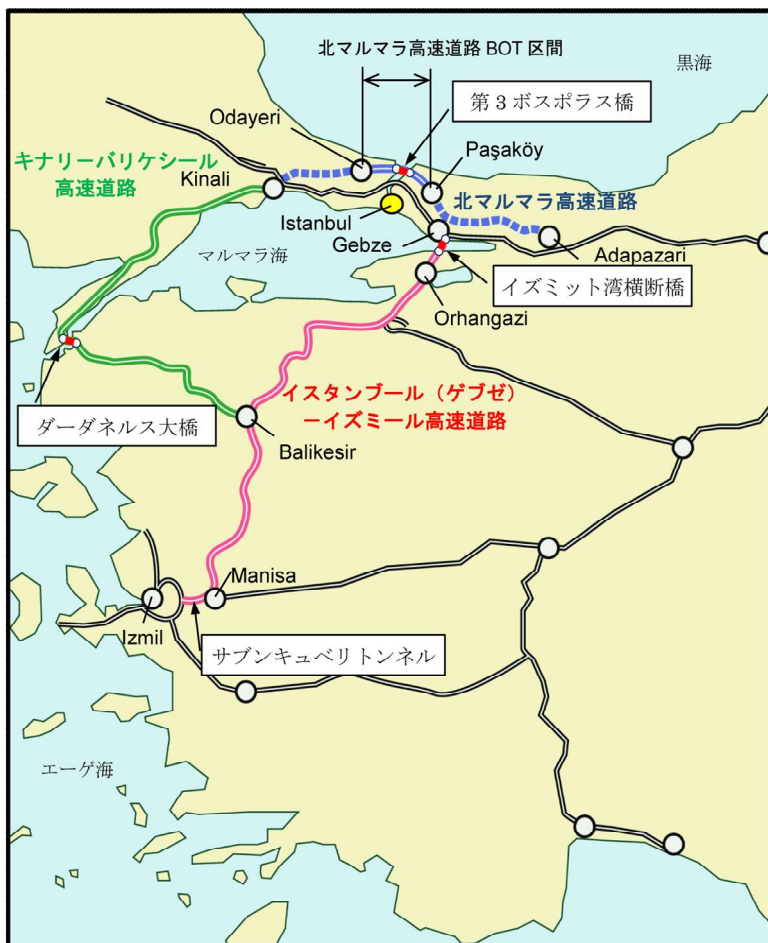 北マルマラ高速道路 BOT 区間
黒海
第3ボスポラス橋
Odayeri
Paşaköy
キナリーバリケシール
高速道路
Kinali
北マルマラ高速道路
Istanbul
Gebze
マルマラ海
Adapazari
イズミット湾横断橋
Orhangazi
イスタンブール（ゲブゼ）
ーイズミール高速道路
ダーダネルス大橋
Balikesir
Manisa
Izmil
サブンキュベリトンネル
エーゲ海